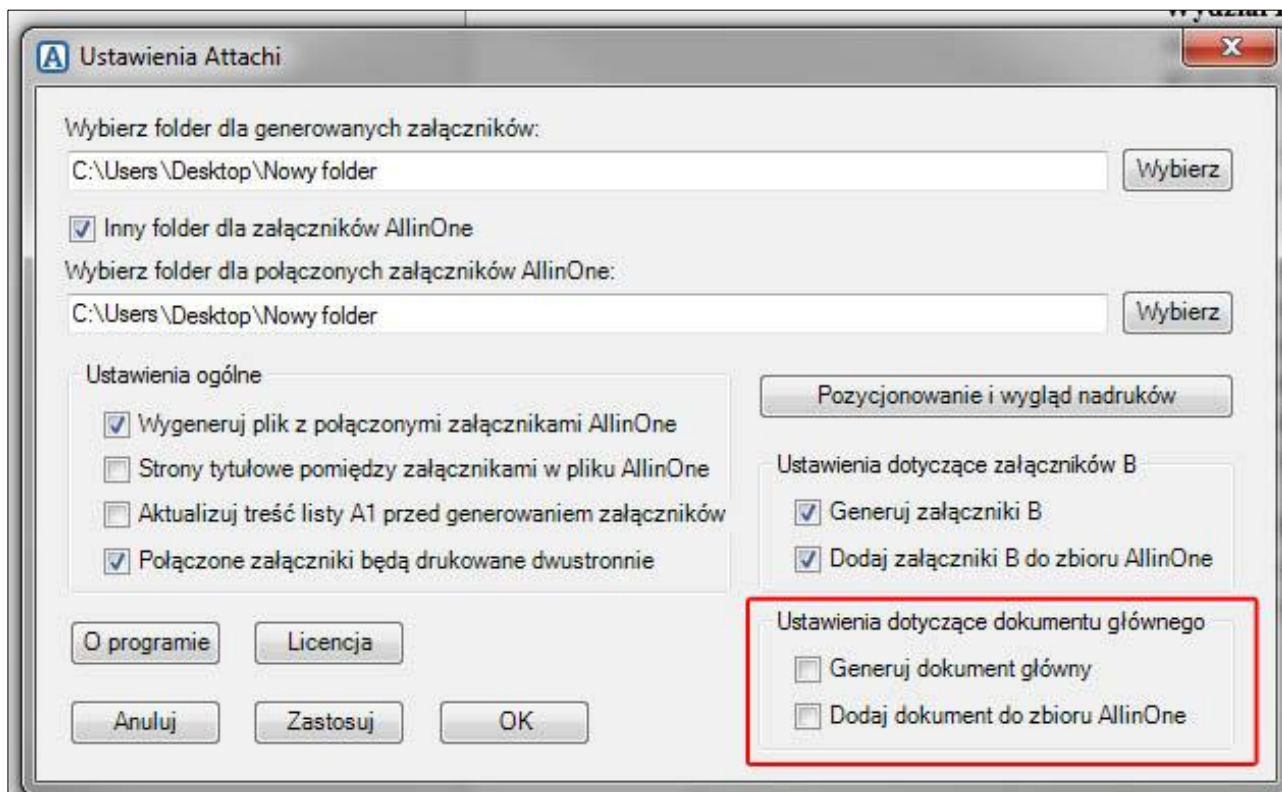 Ustawienia Attachi
Wybierz folder dla generowanych załączników:
C:\Users\Desktop\Nowy folder
Wybierz
Inny folder dla załączników AllinOne
Wybierz folder dla połączonych załączników AllinOne:
C:\Users\Desktop\Nowy folder
Wybierz
Ustawienia ogólne
Wygeneruj plik z połączonymi załącznikami AllinOne
Strony tytułowe pomiędzy załącznikami w pliku AllinOne
Aktualizuj treść listy A1 przed generowaniem załączników
Połączone załączniki będą drukowane dwustronnie
Pozycjonowanie i wygląd nadruków
Ustawienia dotyczące załączników B
Generuj załączniki B
Dodaj załączniki B do zbioru AllinOne
Ustawienia dotyczące dokumentu głównego
Generuj dokument główny
Dodaj dokument do zbioru AllinOne
O programie
Licencja
Anuluj
Zastosuj
OK